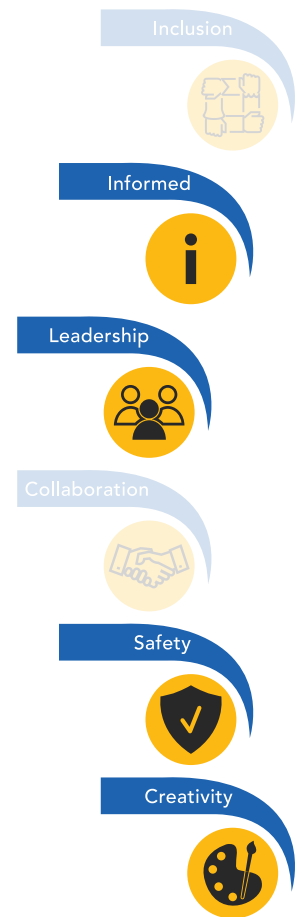 Inclusion
Informed
Leadership
Collaboration
Safety
Creativity